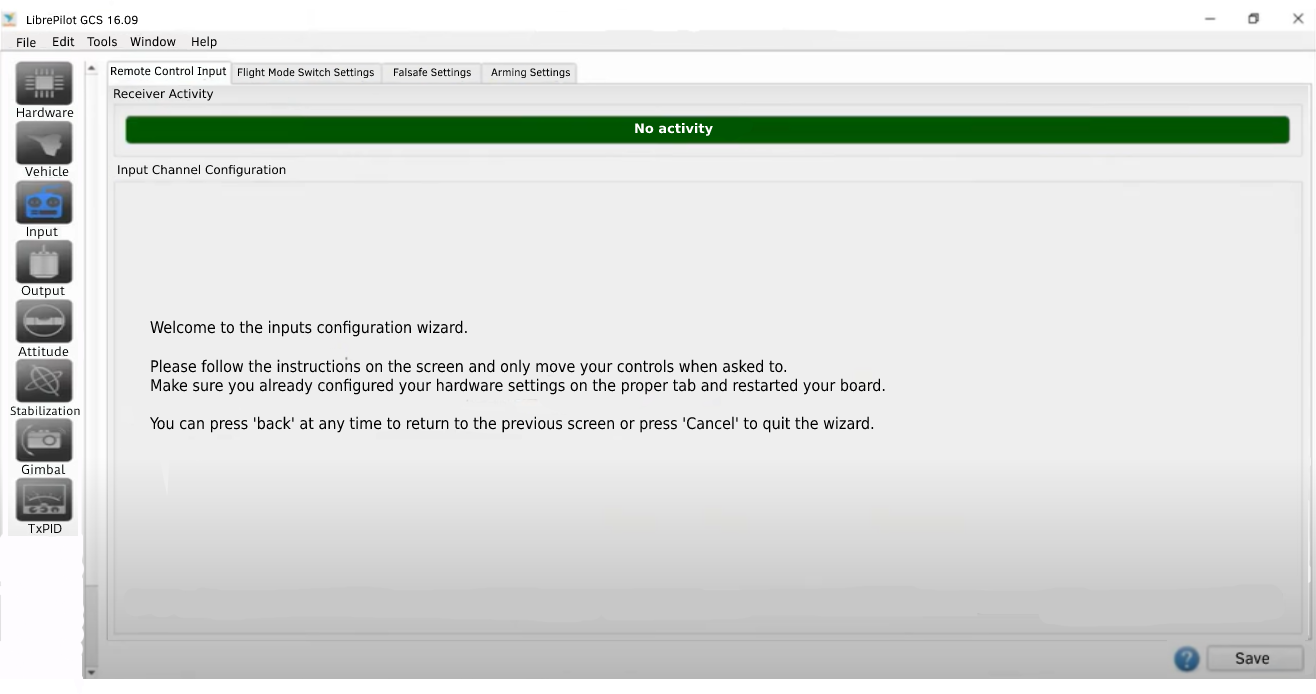 LibrePilot GCS 16.09
File Edit Tools Window Help
Remote Control Input Flight Mode Switch Settings Falsafe Settings Arming Settings
Receiver Activity
No activity
Input Channel Configuration
Hardware
Vehicle
Input
Output
Attitude
Stabilization
Gimbal
TxPID
Welcome to the inputs configuration wizard.
Please follow the instructions on the screen and only move your controls when asked to.
Make sure you already configured your hardware settings on the proper tab and restarted your board.
You can press 'back' at any time to return to the previous screen or press 'Cancel' to quit the wizard.
? Save